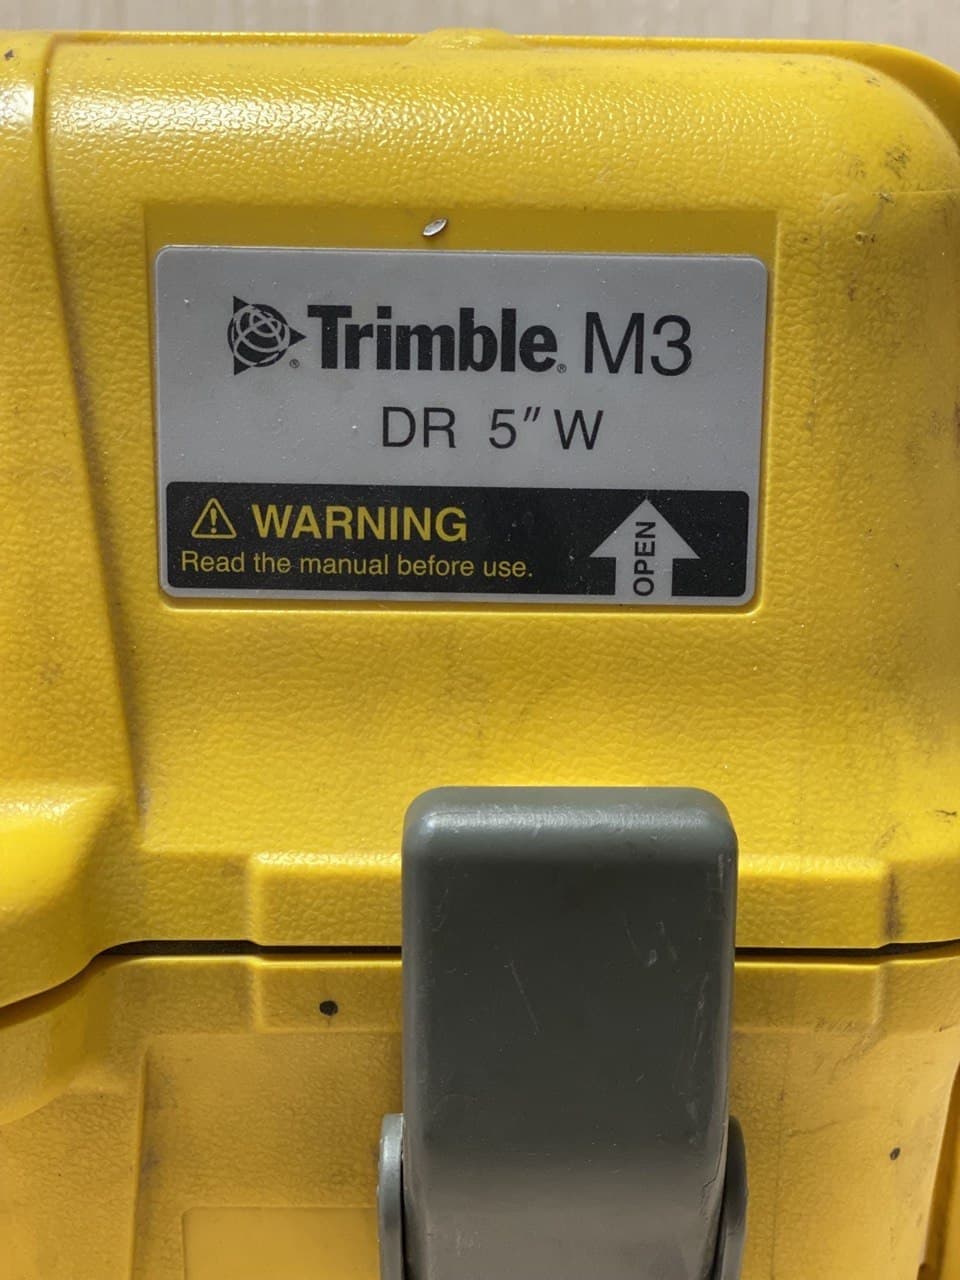 Trimble® M3
DR 5" W
WARNING
Read the manual before use.
OPEN